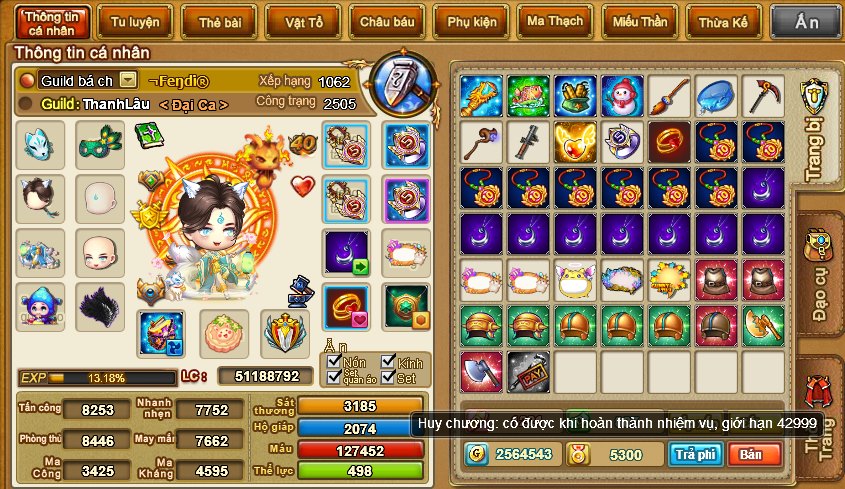 Thông tin cá nhân
Tu luyện
Thẻ bài
Vật Tổ
Châu báu
Phụ kiện
Ma Thạch
Miếu Thần
Thừa Kế
Ẩn
Thông tin cá nhân
Guild bá ch
¬Feŋdi®
Xếp hạng 1062
Guild: ThanhLâu < Đại Ca >
Công trạng 2505
40
Trang bị
Đạo cụ
Ẩn
Nón
Kính
Set quần áo
Set
EXP 13.18%
LC : 51188792
Tấn công 8253
Nhanh nhẹn 7752
Sát thương 3185
Phòng thủ 8446
May mắn 7662
Hộ giáp 2074
Máu 127452
Ma Công 3425
Ma Kháng 4595
Thể lực 498
Huy chương: có được khi hoàn thành nhiệm vụ, giới hạn 42999
2564543
5300
Trả phí
Bán
Trang